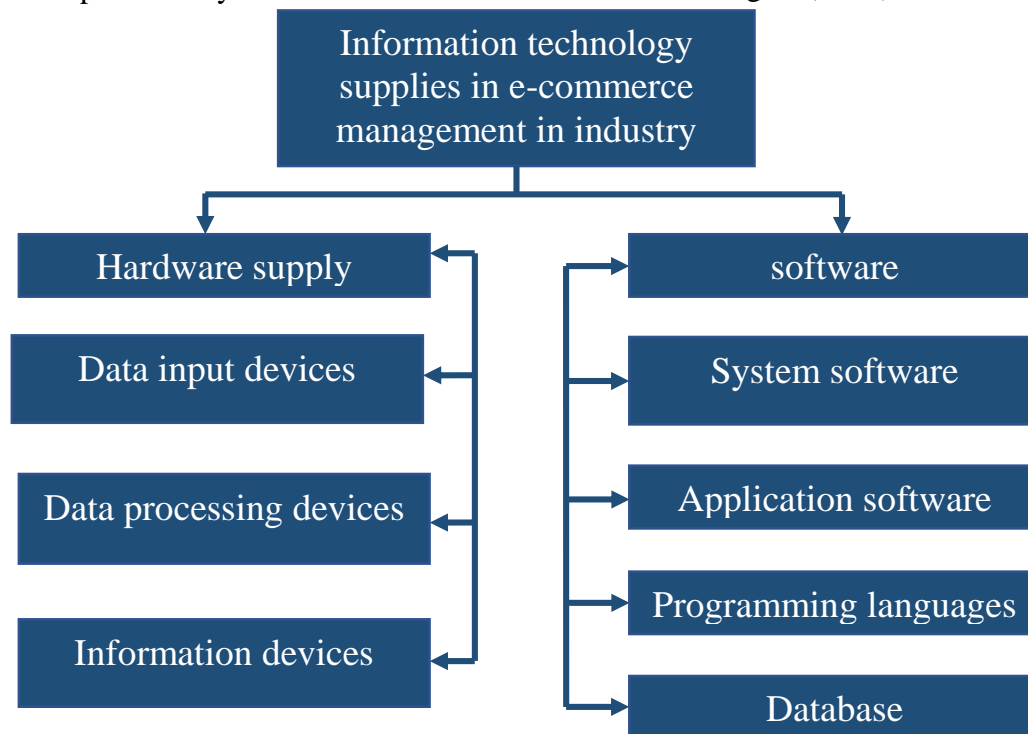 Information technology
supplies in e-commerce
management in industry
Hardware supply
software
Data input devices
System software
Data processing devices
Application software
Programming languages
Information devices
Database